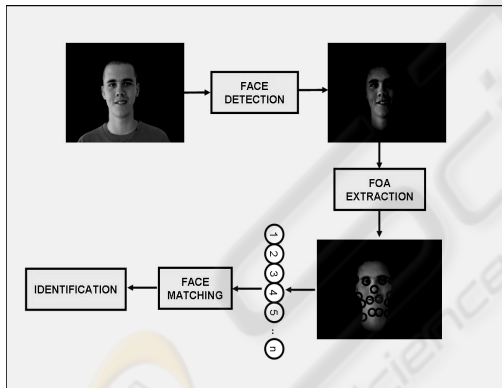 FACE
DETECTION
FOA
EXTRACTION
1
2
3
4
5
:
n
FACE
MATCHING
IDENTIFICATION